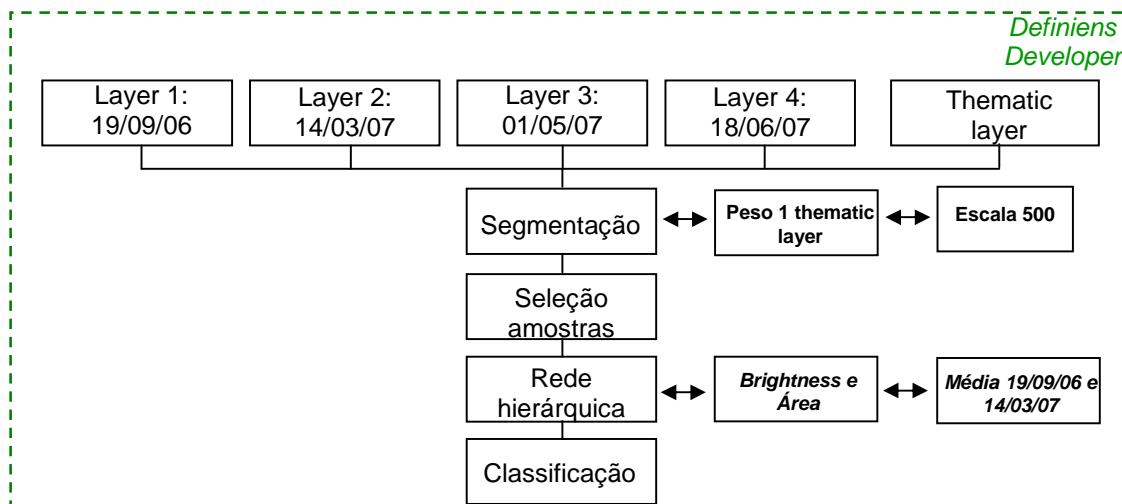 Definiens
Developer
Layer 1:
19/09/06
Layer 2:
14/03/07
Layer 3:
01/05/07
Layer 4:
18/06/07
Thematic
layer
Segmentação
Peso 1 thematic
layer
Escala 500
Seleção
amostras
Rede
hierárquica
Brightness e
Área
Média 19/09/06 e
14/03/07
Classificação